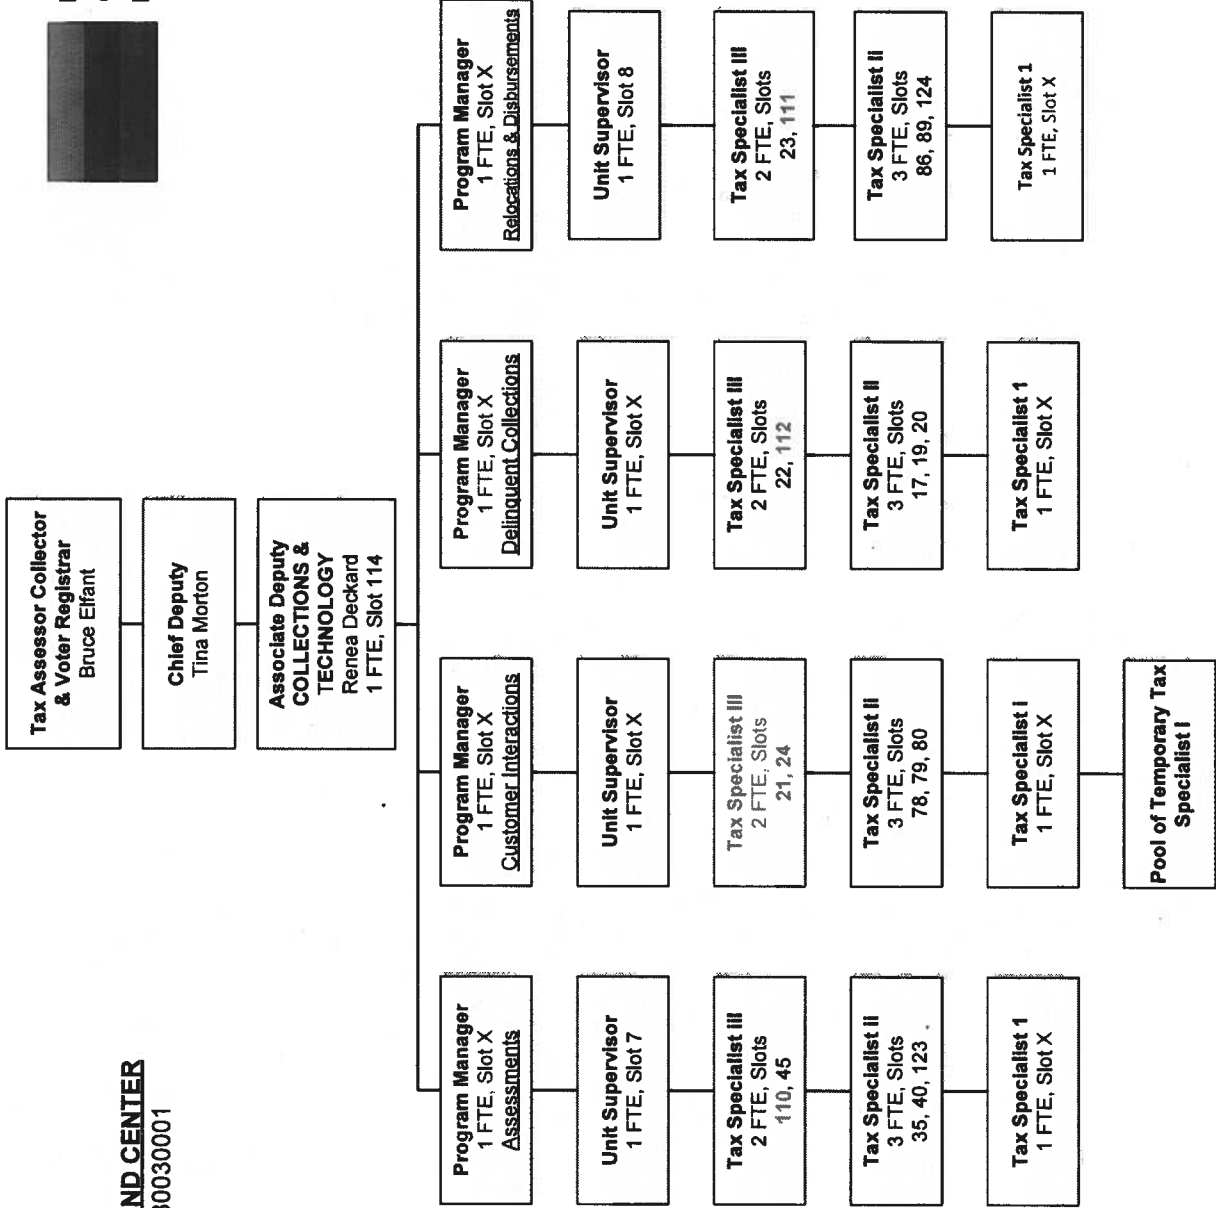 ND CENTER
30030001
Tax Assessor Collector
& Voter Registrar
Bruce Elfant
Chief Deputy
Tina Morton
Associate Deputy
COLLECTIONS &
TECHNOLOGY
Renea Deckard
1 FTE, Slot 114
Program Manager
1 FTE, Slot X
Assessments
Unit Supervisor
1 FTE, Slot 7
Tax Specialist III
2 FTE, Slots
110, 45
Tax Specialist II
3 FTE, Slots
35, 40, 123
Tax Specialist 1
1 FTE, Slot X
Program Manager
1 FTE, Slot X
Customer Interactions
Unit Supervisor
1 FTE, Slot X
Tax Specialist III
2 FTE, Slots
21, 24
Tax Specialist II
3 FTE, Slots
78, 79, 80
Tax Specialist I
1 FTE, Slot X
Pool of Temporary Tax
Specialist I
Program Manager
1 FTE, Slot X
Delinquent Collections
Unit Supervisor
1 FTE, Slot X
Tax Specialist III
2 FTE, Slots
22, 112
Tax Specialist II
3 FTE, Slots
17, 19, 20
Tax Specialist 1
1 FTE, Slot X
Program Manager
1 FTE, Slot X
Relocations & Disbursements
Unit Supervisor
1 FTE, Slot 8
Tax Specialist III
2 FTE, Slots
23, 111
Tax Specialist II
3 FTE, Slots
86, 89, 124
Tax Specialist 1
1 FTE, Slot X